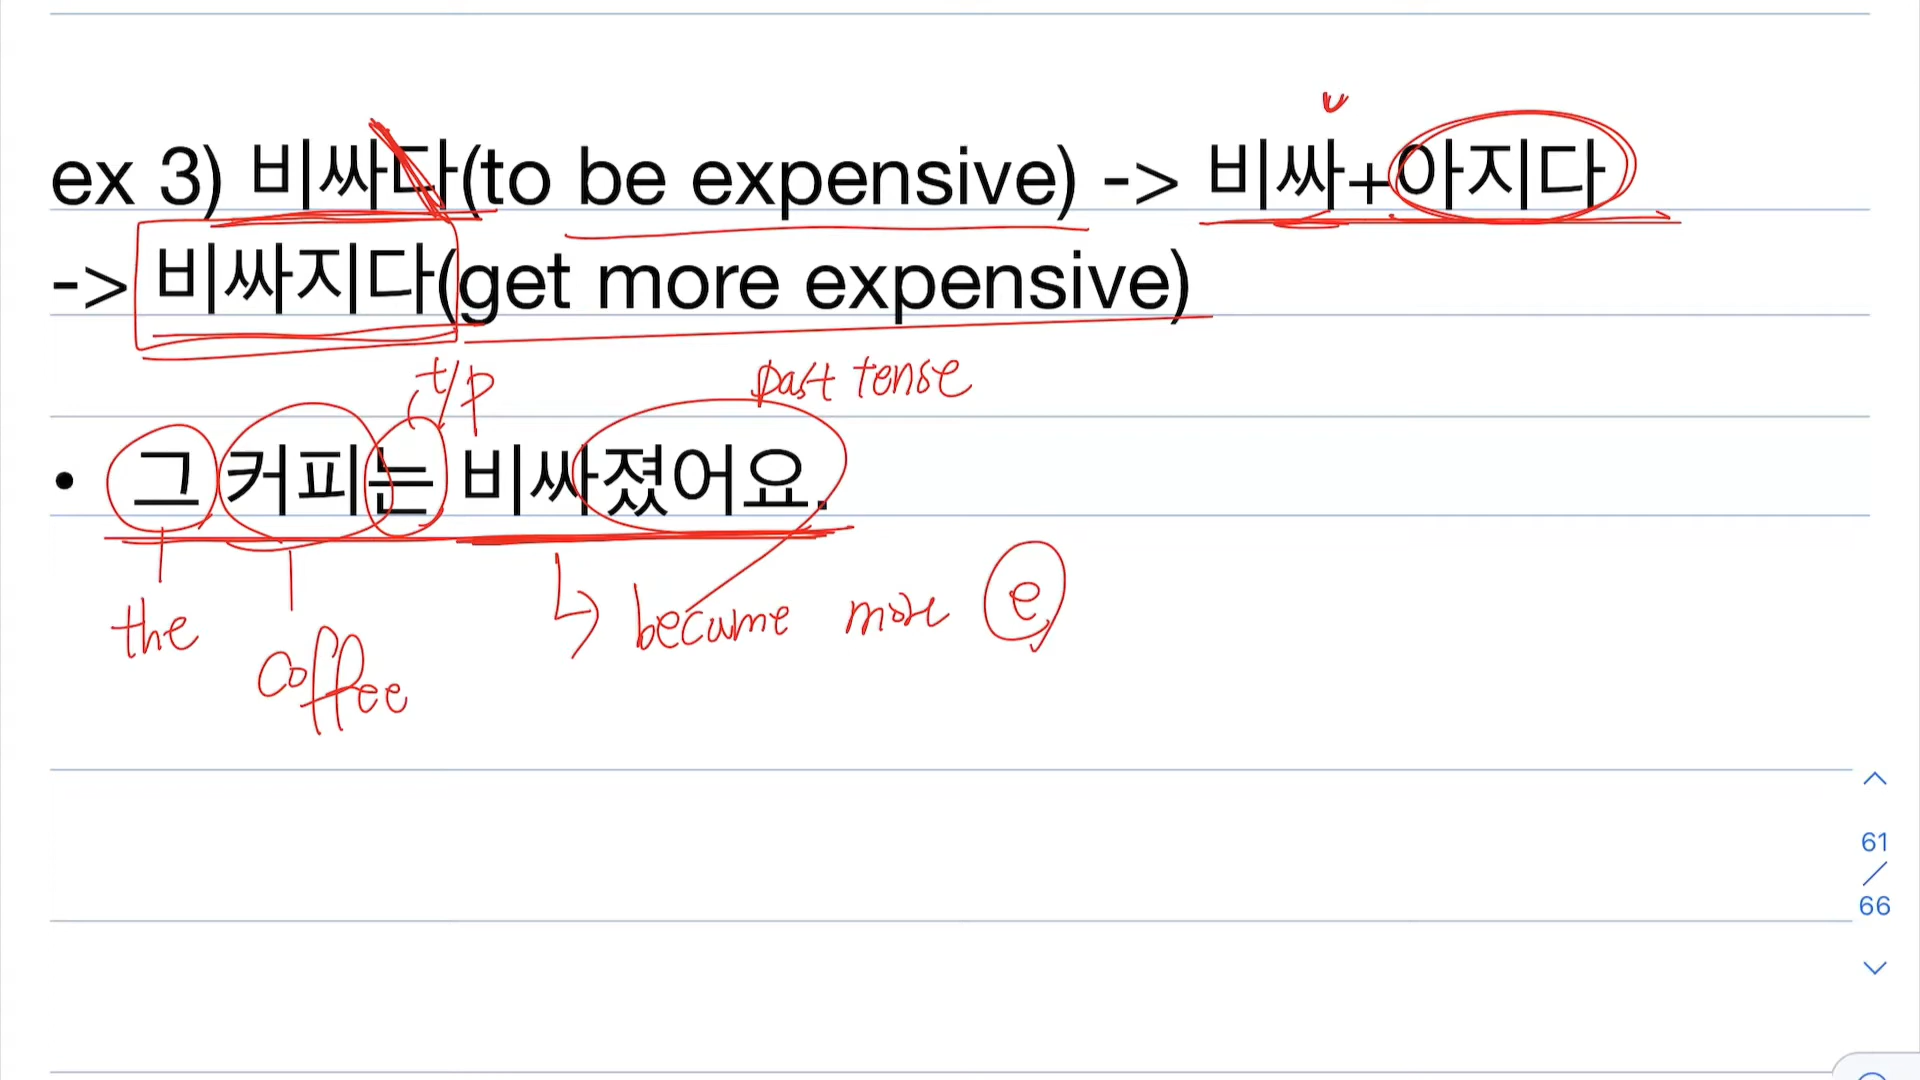 ex 3) 비싸다(to be expensive) -> 비싸+아지다
-> 비싸지다(get more expensive)
t/p
past tense
• 그 커피는 비싸졌어요.
the
coffee
became more e
61
/
66